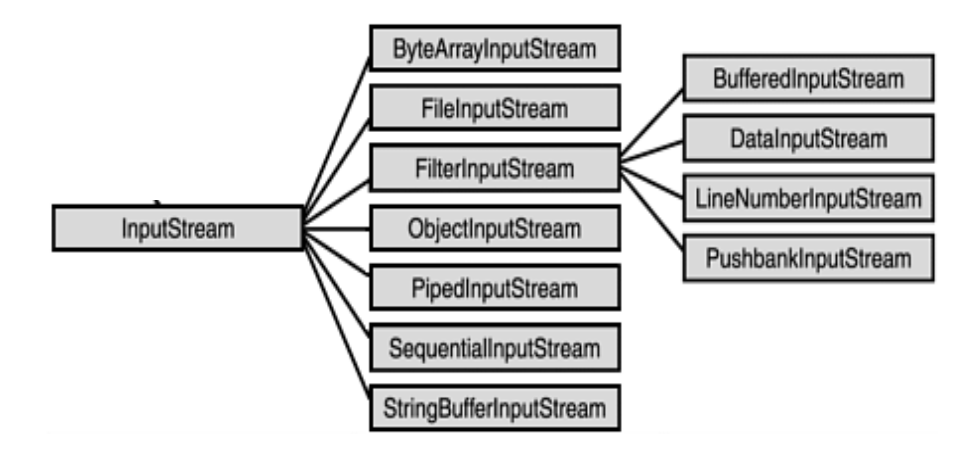 InputStream
ByteArrayInputStream
FileInputStream
FilterInputStream
ObjectInputStream
PipedInputStream
SequentialInputStream
StringBufferInputStream
BufferedInputStream
DataInputStream
LineNumberInputStream
PushbankInputStream